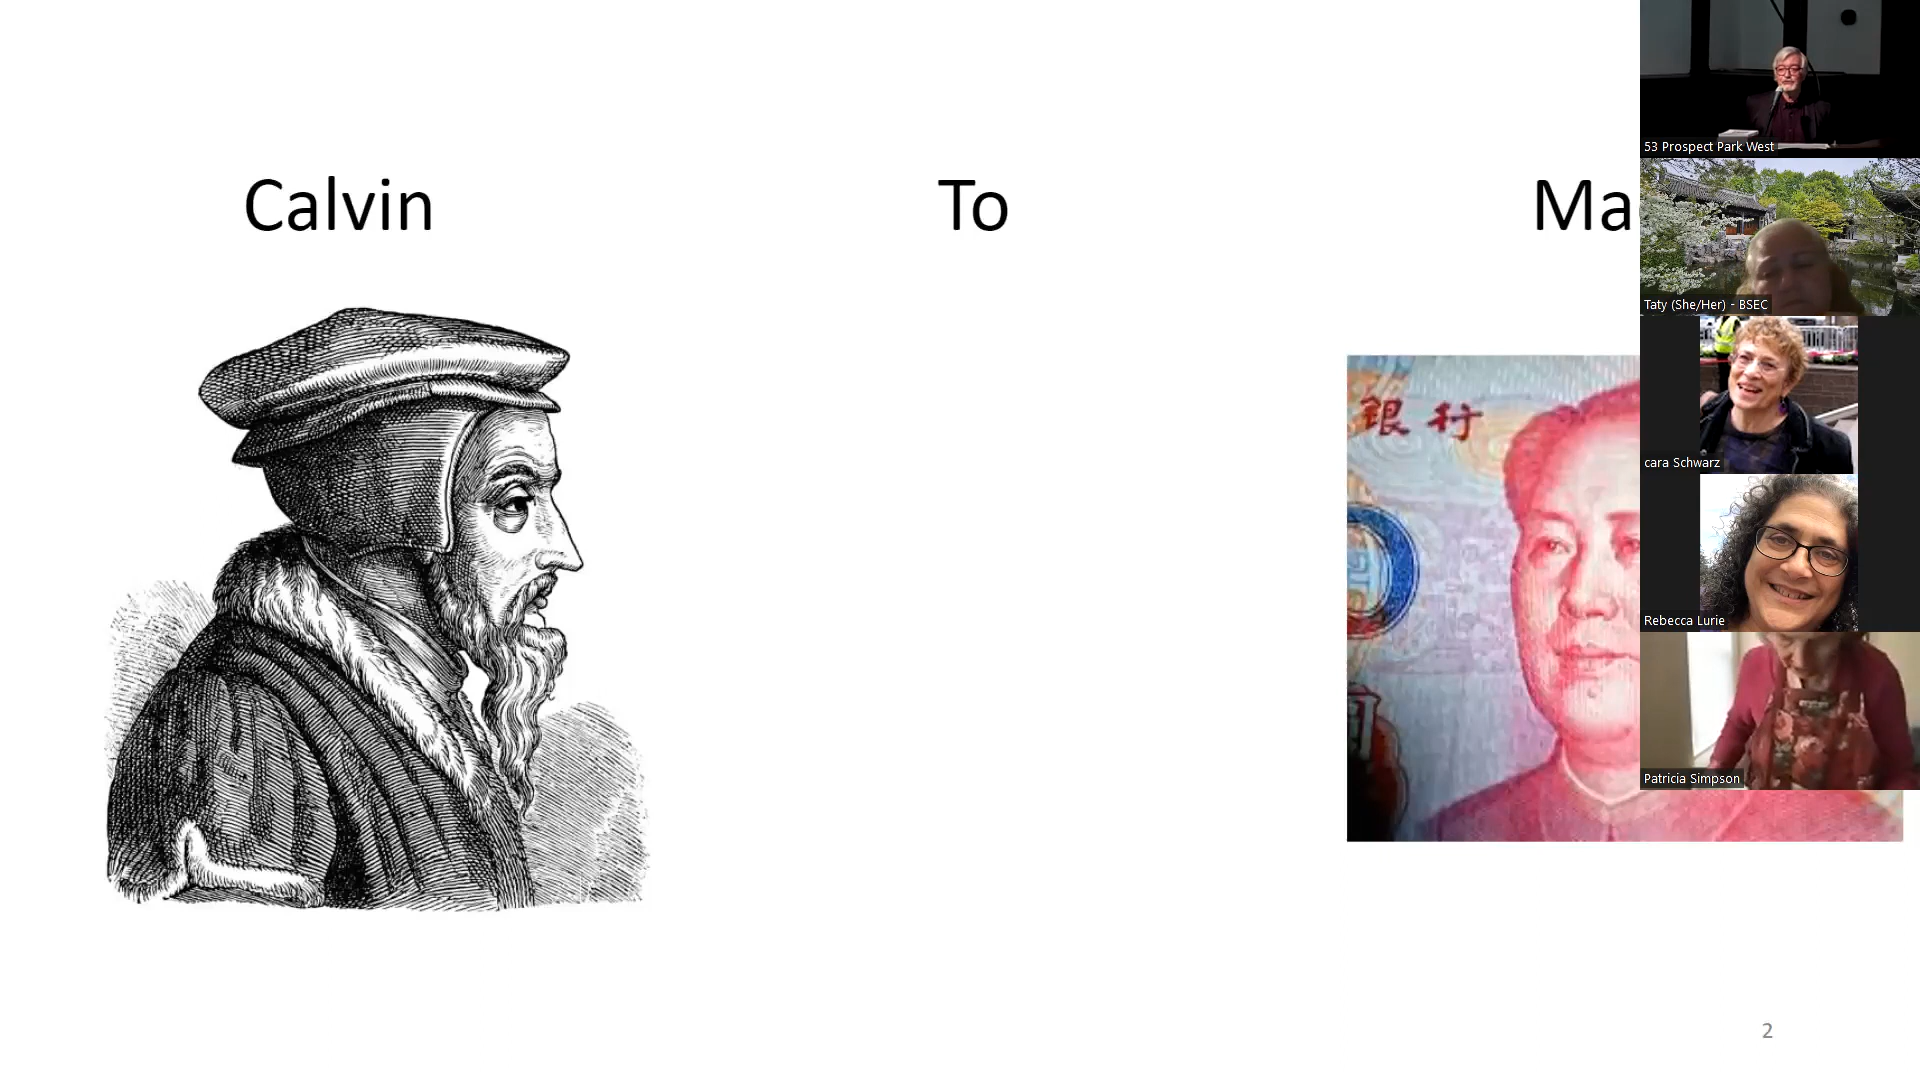 Calvin To Ma
银行
53 Prospect Park West
Taty (She/Her) - BSEC
cara Schwarz
Rebecca Lurie
Patricia Simpson
2